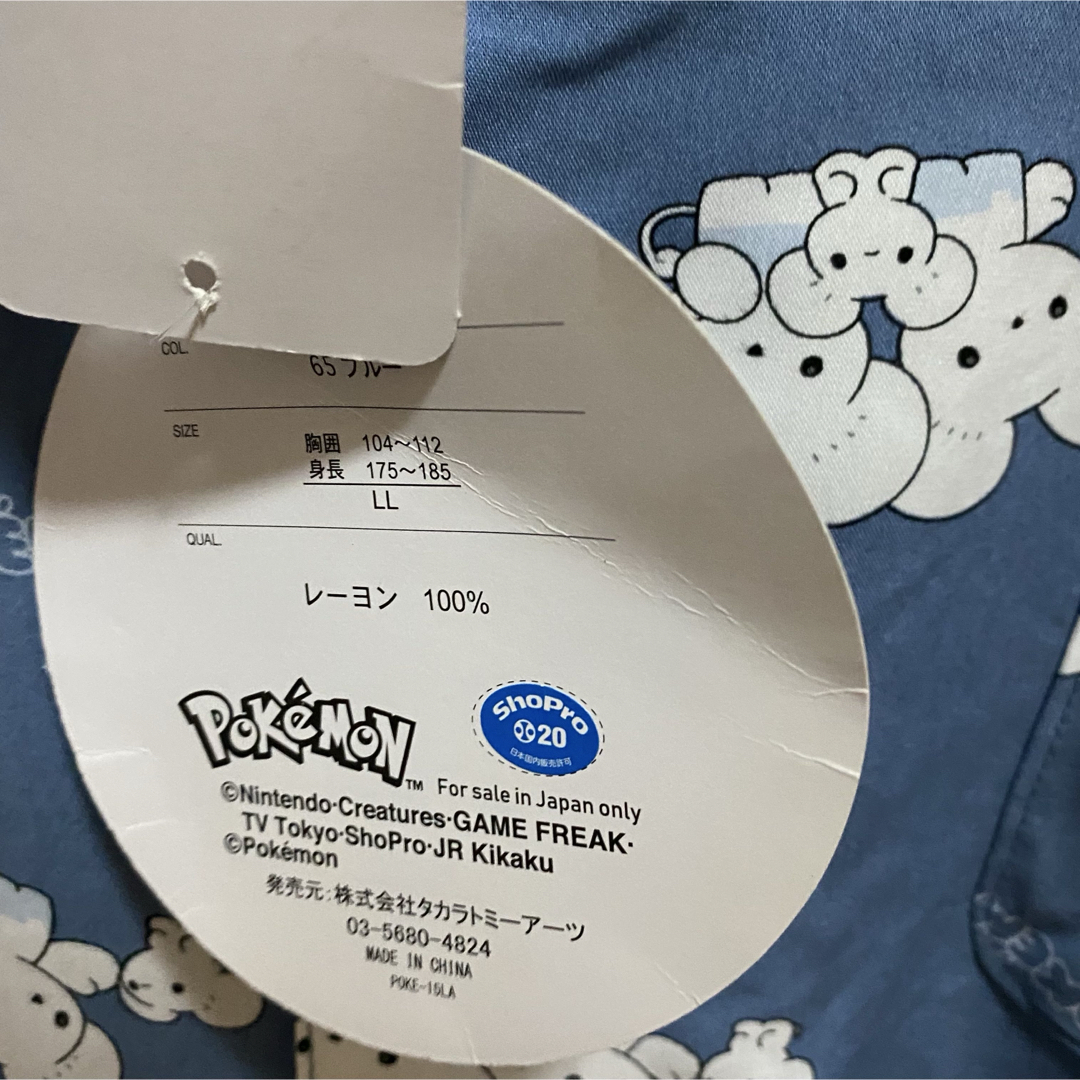 COL.
65 ブルー
SIZE
胸囲 104〜112
身長 175〜185
LL
QUAL.
レーヨン 100%
POKéMON™
ShoPro
20
日本国内販売許可
For sale in Japan only
©Nintendo·Creatures·GAME FREAK·
TV Tokyo·ShoPro·JR Kikaku
©Pokémon
発売元:株式会社タカラトミーアーツ
03-5680-4824
MADE IN CHINA
POKE-15LA